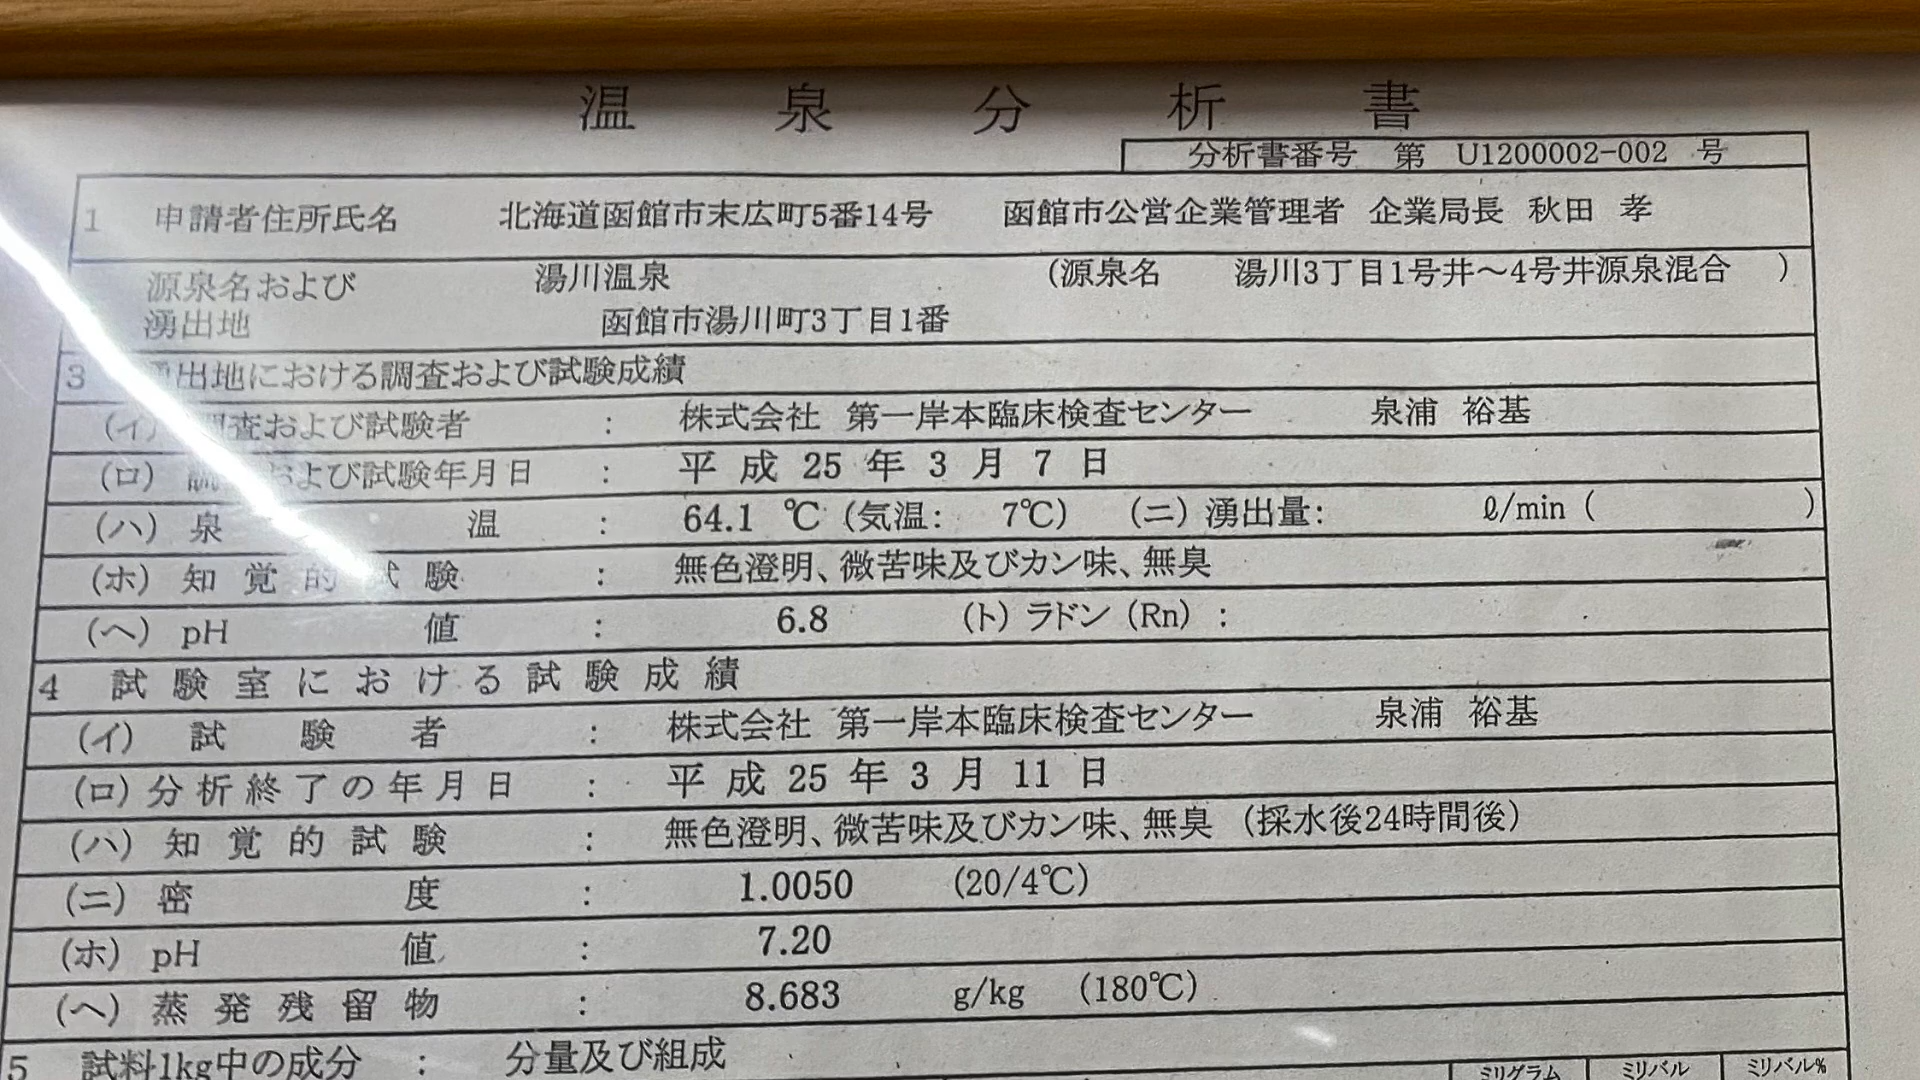 温泉分析書
分析書番号 第 U1200002-002 号
1 申請者住所氏名 北海道函館市末広町5番14号 函館市公営企業管理者 企業局長 秋田 孝
源泉名および 湯川温泉 (源泉名 湯川3丁目1号井～4号井源泉混合 )
湧出地 函館市湯川町3丁目1番
3 湧出地における調査および試験成績
(イ) 調査および試験者 : 株式会社 第一岸本臨床検査センター 泉浦 裕基
(ロ) 調査および試験年月日 : 平成 25 年 3 月 7 日
(ハ) 泉温 : 64.1 ℃ (気温: 7℃) (ニ) 湧出量: ℓ/min ( )
(ホ) 知覚的試験 : 無色澄明、微苦味及びカン味、無臭
(ヘ) pH値 : 6.8 (ト) ラドン (Rn) :
4 試験室における試験成績
(イ) 試験者 : 株式会社 第一岸本臨床検査センター 泉浦 裕基
(ロ) 分析終了の年月日 : 平成 25 年 3 月 11 日
(ハ) 知覚的試験 : 無色澄明、微苦味及びカン味、無臭 (採水後24時間後)
(ニ) 密度 : 1.0050 (20/4℃)
(ホ) pH値 : 7.20
(ヘ) 蒸発残留物 : 8.683 g/kg (180℃)
5 試料1kg中の成分 : 分量及び組成
ミリグラム ミリバル ミリバル%